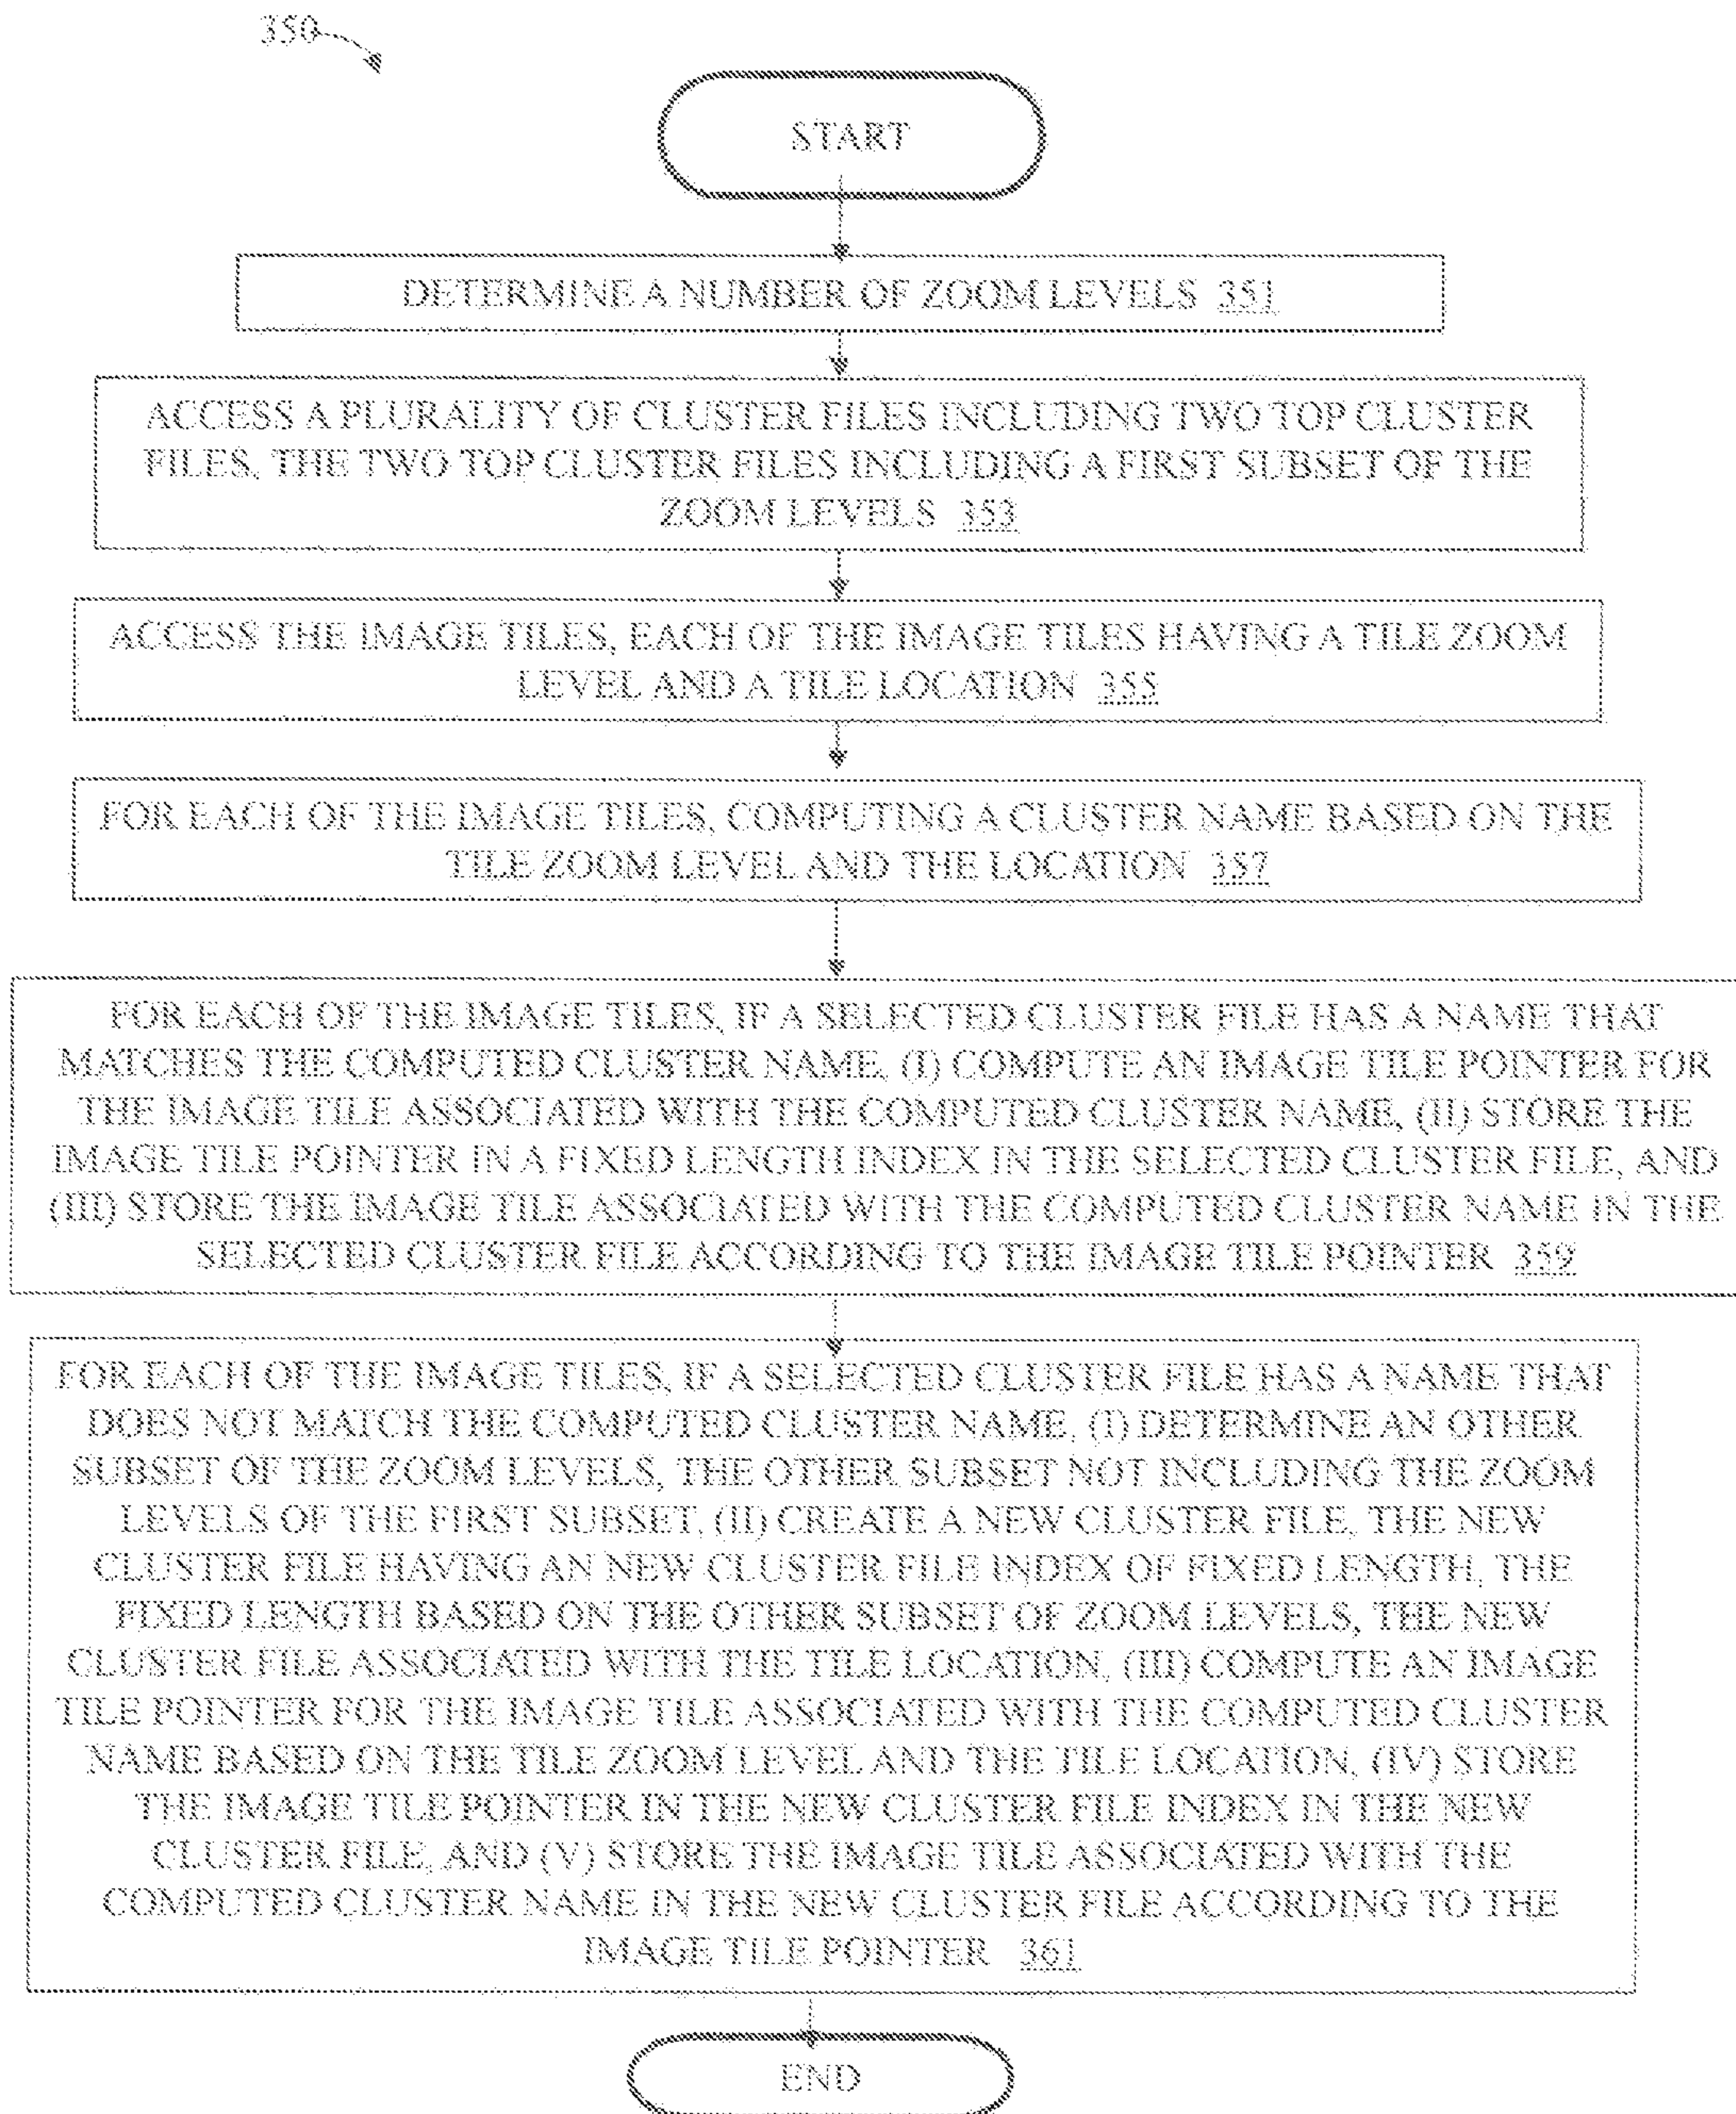 350
START
DETERMINE A NUMBER OF ZOOM LEVELS 351
ACCESS A PLURALITY OF CLUSTER FILES INCLUDING TWO TOP CLUSTER
FILES, THE TWO TOP CLUSTER FILES INCLUDING A FIRST SUBSET OF THE
ZOOM LEVELS 353
ACCESS THE IMAGE TILES, EACH OF THE IMAGE TILES HAVING A TILE ZOOM
LEVEL AND A TILE LOCATION 355
FOR EACH OF THE IMAGE TILES, COMPUTING A CLUSTER NAME BASED ON THE
TILE ZOOM LEVEL AND THE LOCATION 357
FOR EACH OF THE IMAGE TILES, IF A SELECTED CLUSTER FILE HAS A NAME THAT
MATCHES THE COMPUTED CLUSTER NAME, (I) COMPUTE AN IMAGE TILE POINTER FOR
THE IMAGE TILE ASSOCIATED WITH THE COMPUTED CLUSTER NAME, (II) STORE THE
IMAGE TILE POINTER IN A FIXED LENGTH INDEX IN THE SELECTED CLUSTER FILE, AND
(III) STORE THE IMAGE TILE ASSOCIATED WITH THE COMPUTED CLUSTER NAME IN THE
SELECTED CLUSTER FILE ACCORDING TO THE IMAGE TILE POINTER 359
FOR EACH OF THE IMAGE TILES, IF A SELECTED CLUSTER FILE HAS A NAME THAT
DOES NOT MATCH THE COMPUTED CLUSTER NAME, (I) DETERMINE AN OTHER
SUBSET OF THE ZOOM LEVELS, THE OTHER SUBSET NOT INCLUDING THE ZOOM
LEVELS OF THE FIRST SUBSET, (II) CREATE A NEW CLUSTER FILE, THE NEW
CLUSTER FILE HAVING AN NEW CLUSTER FILE INDEX OF FIXED LENGTH, THE
FIXED LENGTH BASED ON THE OTHER SUBSET OF ZOOM LEVELS, THE NEW
CLUSTER FILE ASSOCIATED WITH THE TILE LOCATION, (III) COMPUTE AN IMAGE
TILE POINTER FOR THE IMAGE TILE ASSOCIATED WITH THE COMPUTED CLUSTER
NAME BASED ON THE TILE ZOOM LEVEL AND THE TILE LOCATION, (IV) STORE
THE IMAGE TILE POINTER IN THE NEW CLUSTER FILE INDEX IN THE NEW
CLUSTER FILE, AND (V) STORE THE IMAGE TILE ASSOCIATED WITH THE
COMPUTED CLUSTER NAME IN THE NEW CLUSTER FILE ACCORDING TO THE
IMAGE TILE POINTER 361
END